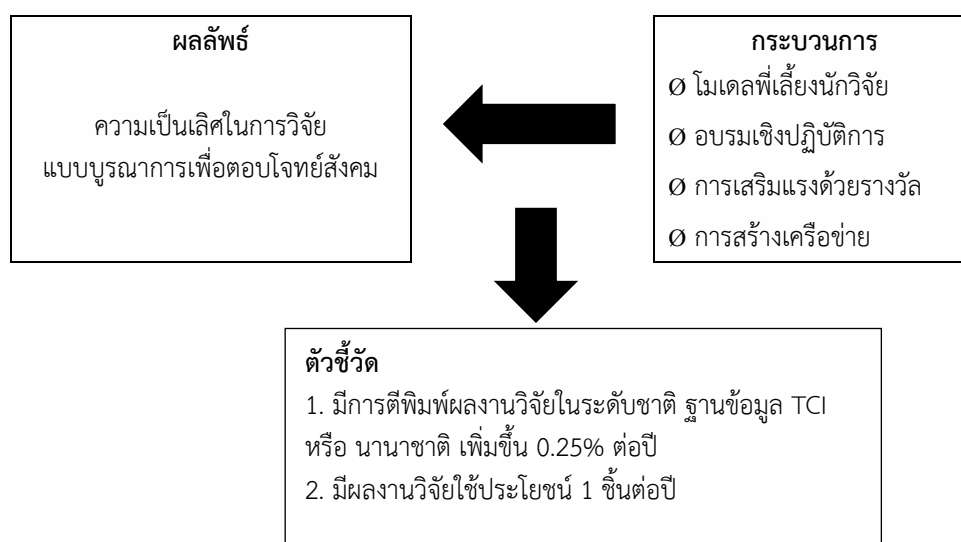 ผลลัพธ์
ความเป็นเลิศในการวิจัย
แบบบูรณาการเพื่อตอบโจทย์สังคม
กระบวนการ
Ø โมเดลพี่เลี้ยงนักวิจัย
Ø อบรมเชิงปฏิบัติการ
Ø การเสริมแรงด้วยรางวัล
Ø การสร้างเครือข่าย
ตัวชี้วัด
1. มีการตีพิมพ์ผลงานวิจัยในระดับชาติ ฐานข้อมูล TCI
หรือ นานาชาติ เพิ่มขึ้น 0.25% ต่อปี
2. มีผลงานวิจัยใช้ประโยชน์ 1 ชิ้นต่อปี